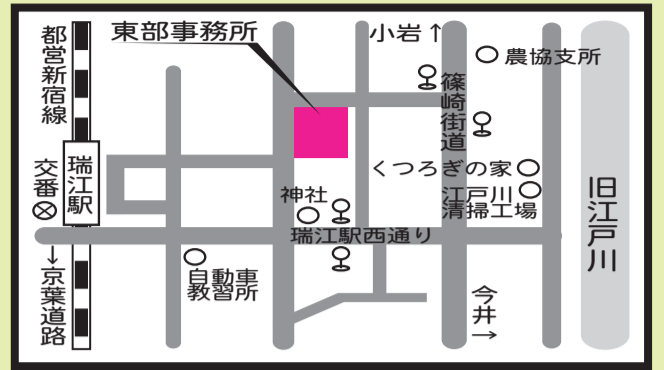 都営新宿線
東部事務所
小岩↑
農協支所
篠崎街道
交番
瑞江駅
くつろぎの家
江戸川
清掃工場
神社
瑞江駅西通り
旧江戸川
自動車
教習所
←京葉道路
今井→